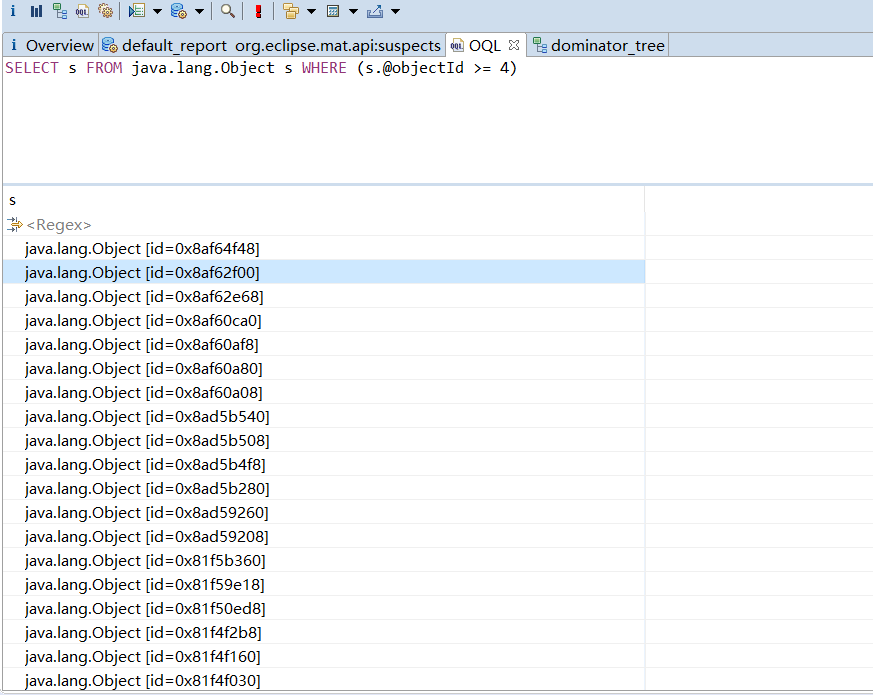 i Overview default_report org.eclipse.mat.api:suspects OQL dominator_tree
SELECT s FROM java.lang.Object s WHERE (s.@objectId >= 4)
s
<Regex>
java.lang.Object [id=0x8af64f48]
java.lang.Object [id=0x8af62f00]
java.lang.Object [id=0x8af62e68]
java.lang.Object [id=0x8af60ca0]
java.lang.Object [id=0x8af60af8]
java.lang.Object [id=0x8af60a80]
java.lang.Object [id=0x8af60a08]
java.lang.Object [id=0x8ad5b540]
java.lang.Object [id=0x8ad5b508]
java.lang.Object [id=0x8ad5b4f8]
java.lang.Object [id=0x8ad5b280]
java.lang.Object [id=0x8ad59260]
java.lang.Object [id=0x8ad59208]
java.lang.Object [id=0x81f5b360]
java.lang.Object [id=0x81f59e18]
java.lang.Object [id=0x81f50ed8]
java.lang.Object [id=0x81f4f2b8]
java.lang.Object [id=0x81f4f160]
java.lang.Object [id=0x81f4f030]